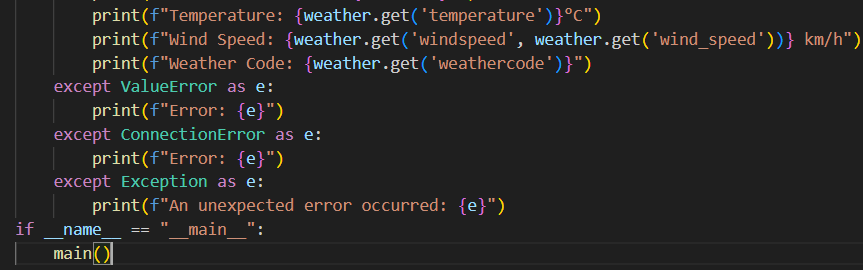 print(f"Temperature: {weather.get('temperature')}°C")
print(f"Wind Speed: {weather.get('windspeed', weather.get('wind_speed'))} km/h")
print(f"Weather Code: {weather.get('weathercode')}")
except ValueError as e:
print(f"Error: {e}")
except ConnectionError as e:
print(f"Error: {e}")
except Exception as e:
print(f"An unexpected error occurred: {e}")
if __name__ == "__main__":
main()